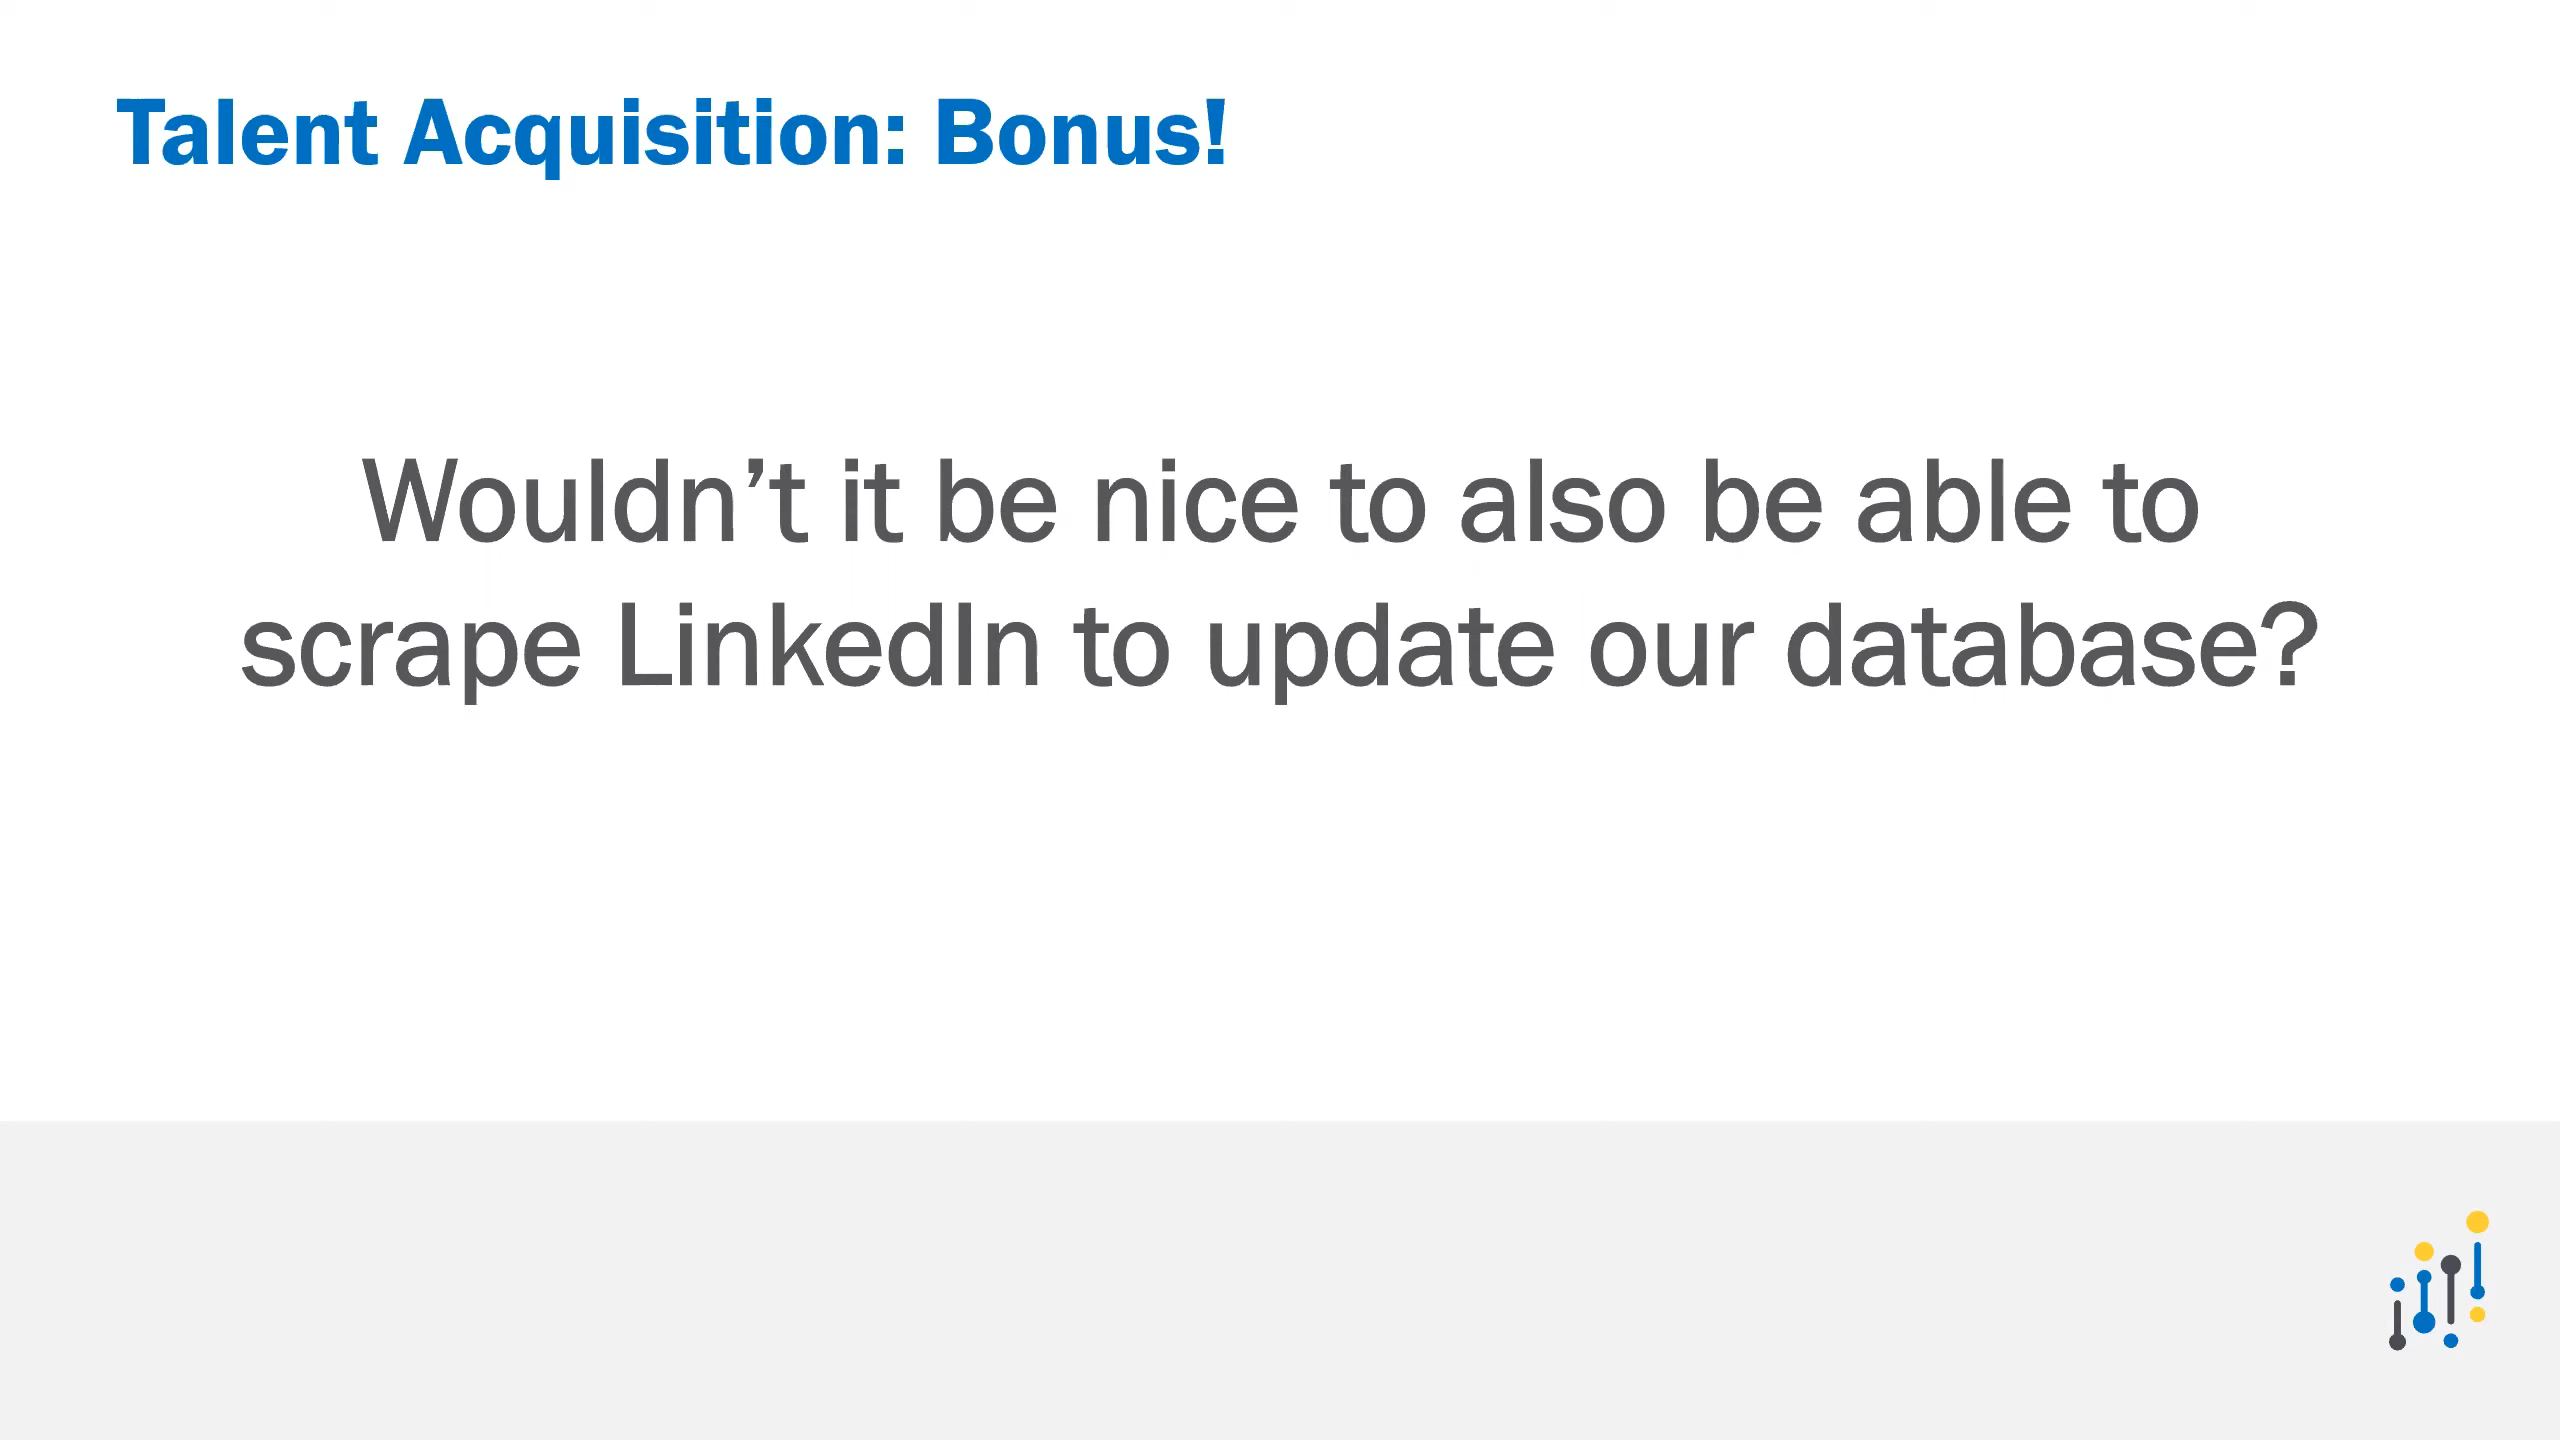 Talent Acquisition: Bonus!
Wouldn’t it be nice to also be able to
scrape LinkedIn to update our database?